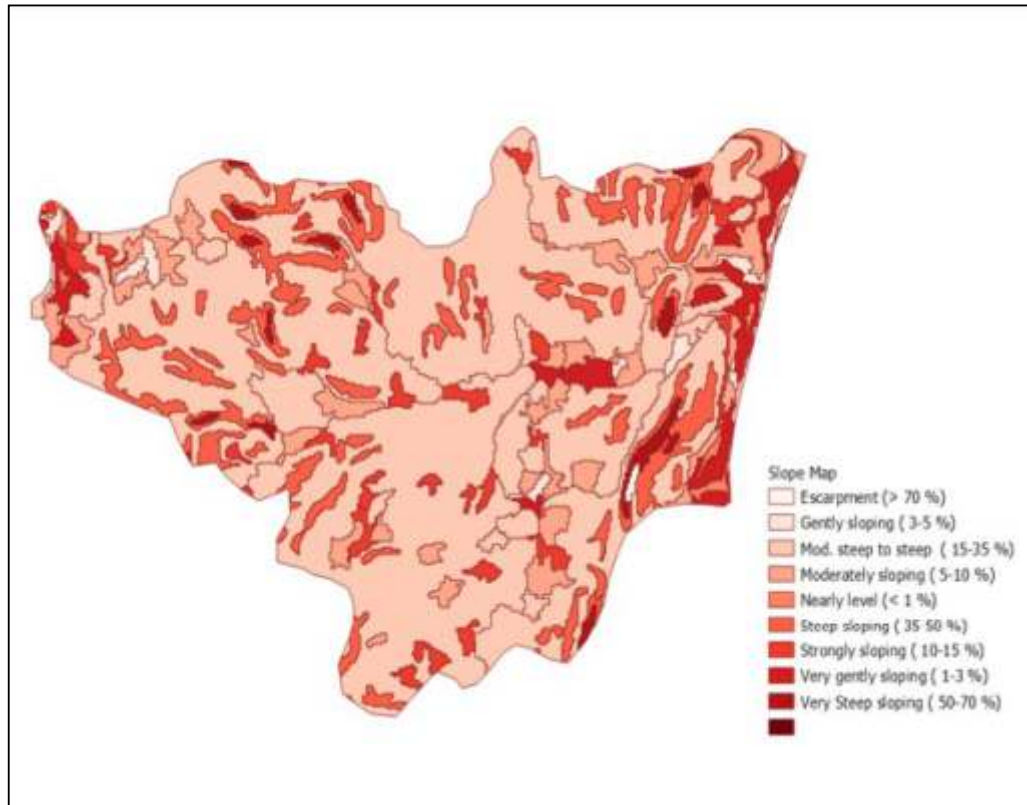 Slope Map
Escarpment (> 70 %)
Gently sloping ( 3-5 %)
Mod. steep to steep ( 15-35 %)
Moderately sloping ( 5-10 %)
Nearly level (< 1 %)
Steep sloping ( 35 50 %)
Strongly sloping ( 10-15 %)
Very gently sloping ( 1-3 %)
Very Steep sloping ( 50-70 %)